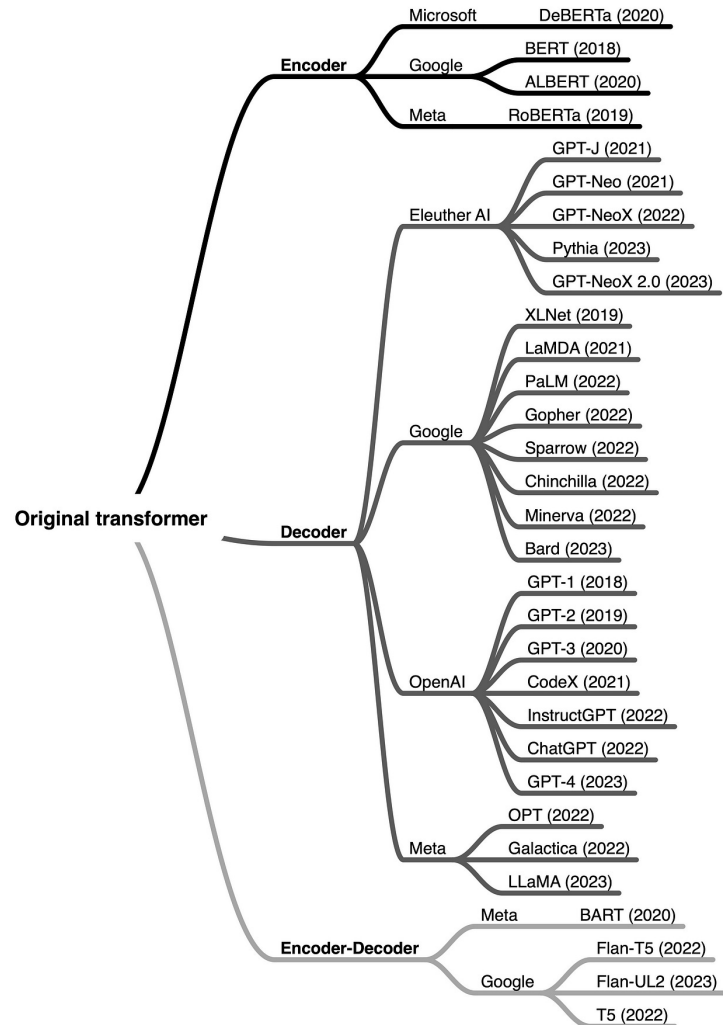 Original transformer
Encoder
Microsoft
DeBERTa (2020)
Google
BERT (2018)
ALBERT (2020)
Meta
RoBERTa (2019)
Decoder
Eleuther AI
GPT-J (2021)
GPT-Neo (2021)
GPT-NeoX (2022)
Pythia (2023)
GPT-NeoX 2.0 (2023)
Google
XLNet (2019)
LaMDA (2021)
PaLM (2022)
Gopher (2022)
Sparrow (2022)
Chinchilla (2022)
Minerva (2022)
Bard (2023)
OpenAI
GPT-1 (2018)
GPT-2 (2019)
GPT-3 (2020)
CodeX (2021)
InstructGPT (2022)
ChatGPT (2022)
GPT-4 (2023)
Meta
OPT (2022)
Galactica (2022)
LLaMA (2023)
Encoder-Decoder
Meta
BART (2020)
Google
Flan-T5 (2022)
Flan-UL2 (2023)
T5 (2022)